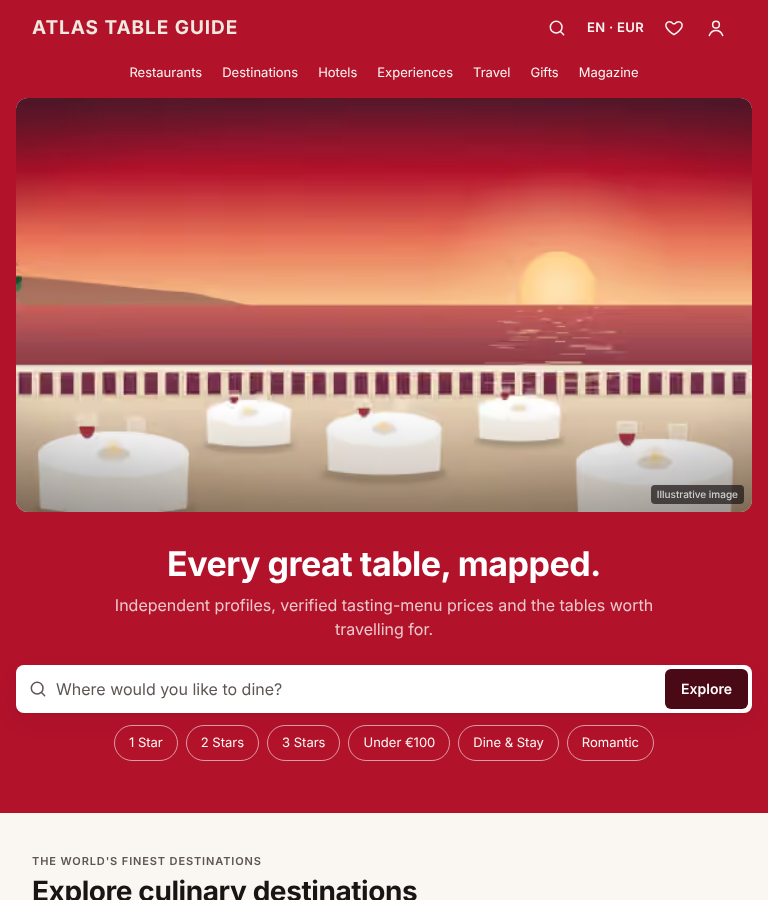 ATLAS TABLE GUIDE
EN · EUR
Restaurants Destinations Hotels Experiences Travel Gifts Magazine
Illustrative image
Every great table, mapped.
Independent profiles, verified tasting-menu prices and the tables worth
travelling for.
Where would you like to dine?
Explore
1 Star 2 Stars 3 Stars Under €100 Dine & Stay Romantic
THE WORLD'S FINEST DESTINATIONS
Explore culinary destinations